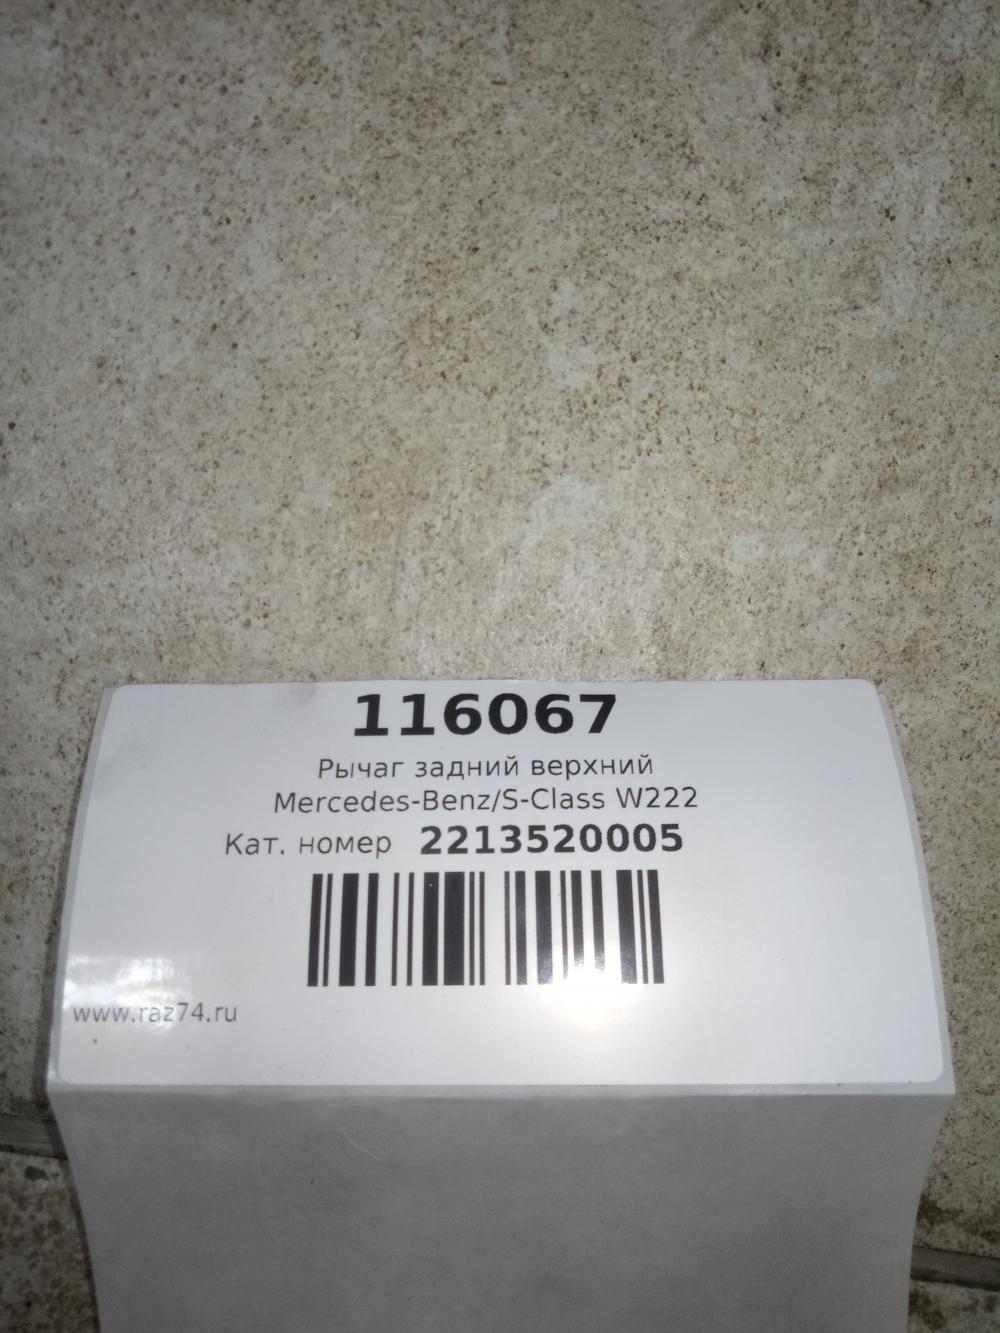 116067
Рычаг задний верхний
Mercedes-Benz/S-Class W222
Кат. номер 2213520005
www.raz74.ru